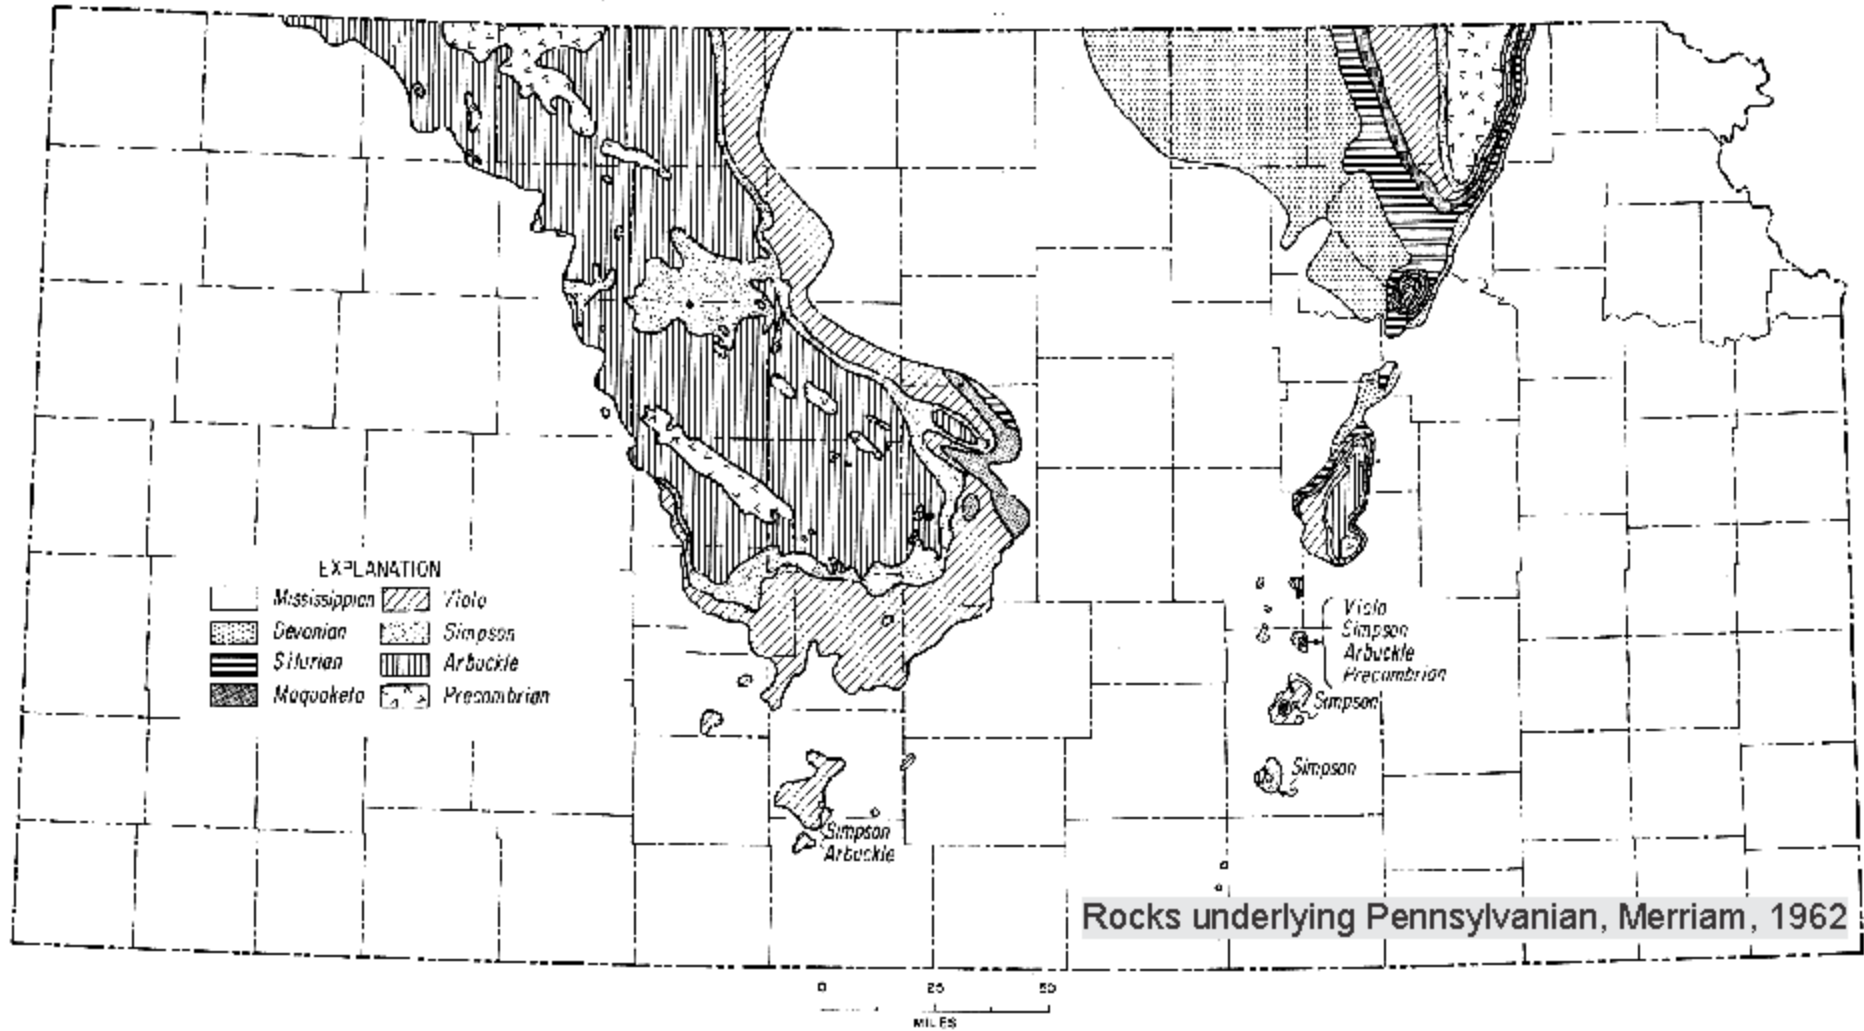 EXPLANATION
Mississippian
Viola
Devonian
Simpson
Silurian
Arbuckle
Maquoketa
Precambrian
Viola
Simpson
Arbuckle
Precambrian
Simpson
Simpson
Simpson
Arbuckle
Rocks underlying Pennsylvanian, Merriam, 1962
0 25 50
MILES